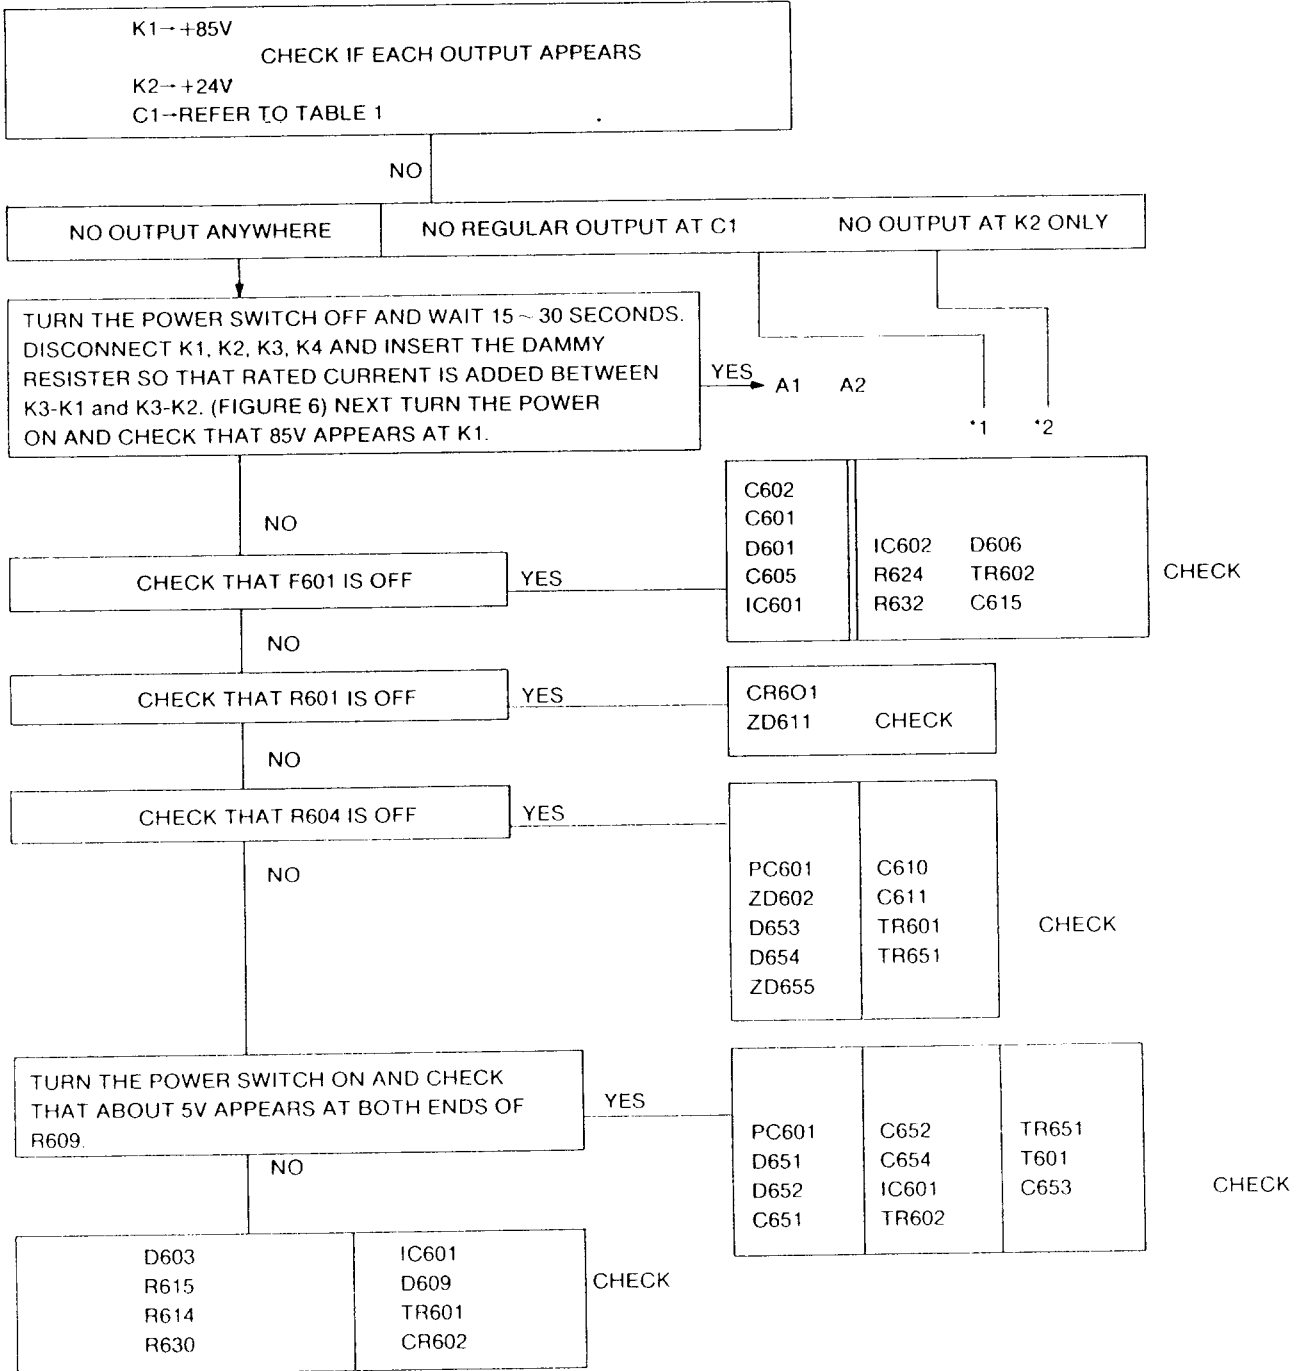 K1→+85V
CHECK IF EACH OUTPUT APPEARS
K2→+24V
C1→REFER TO TABLE 1
NO
NO OUTPUT ANYWHERE
NO REGULAR OUTPUT AT C1
NO OUTPUT AT K2 ONLY
TURN THE POWER SWITCH OFF AND WAIT 15~30 SECONDS.
DISCONNECT K1, K2, K3, K4 AND INSERT THE DAMMY
RESISTER SO THAT RATED CURRENT IS ADDED BETWEEN
K3-K1 and K3-K2. (FIGURE 6) NEXT TURN THE POWER
ON AND CHECK THAT 85V APPEARS AT K1.
YES
A1 A2
*1 *2
NO
CHECK THAT F601 IS OFF
YES
C602
C601
D601
C605
IC601
IC602 D606
R624 TR602
R632 C615
CHECK
NO
CHECK THAT R601 IS OFF
YES
CR6O1
ZD611 CHECK
NO
CHECK THAT R604 IS OFF
YES
PC601
ZD602
D653
D654
ZD655
C610
C611
TR601
TR651
CHECK
NO
TURN THE POWER SWITCH ON AND CHECK
THAT ABOUT 5V APPEARS AT BOTH ENDS OF
R609.
YES
PC601
D651
D652
C651
C652
C654
IC601
TR602
TR651
T601
C653
CHECK
NO
D603
R615
R614
R630
IC601
D609
TR601
CR602
CHECK